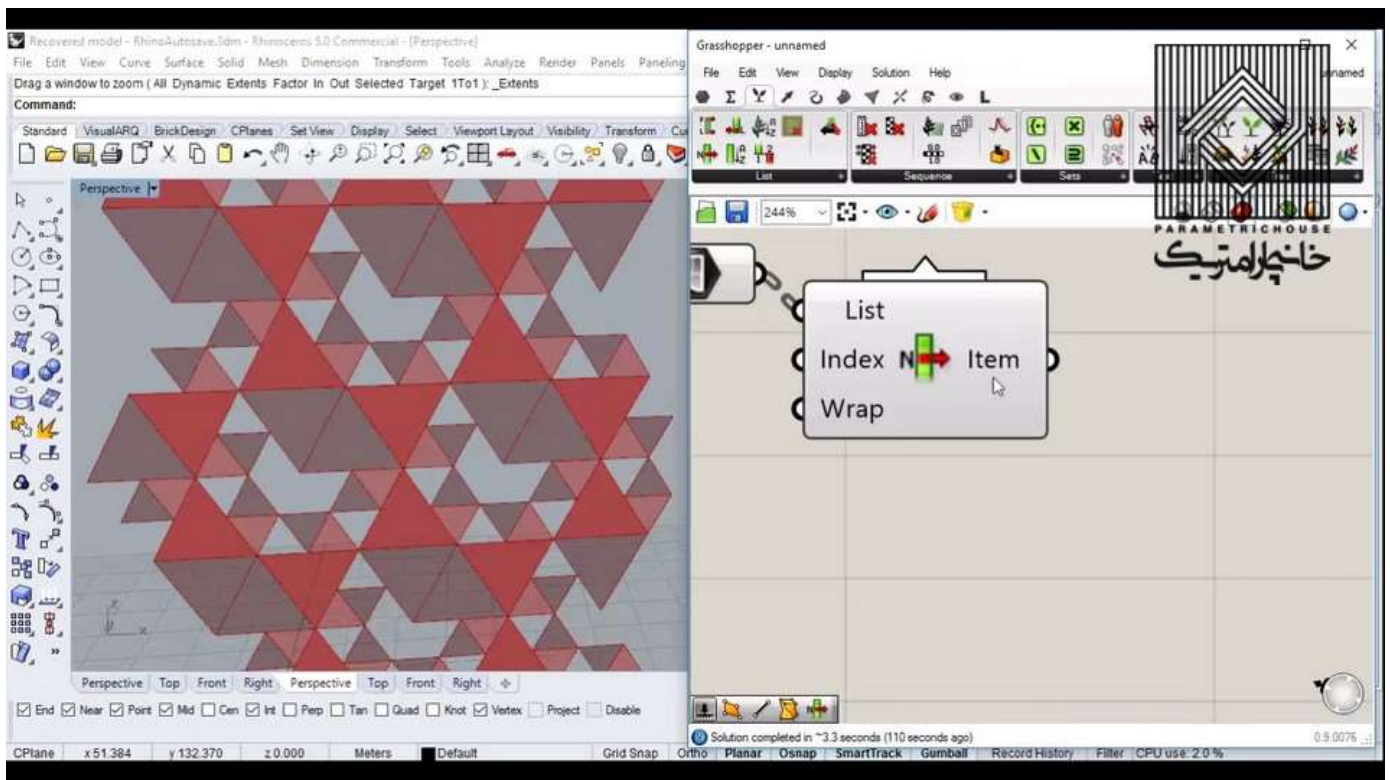 Recovered model - RhinoAutosave.3dm - Rhinoceros 5.0 Commercial - [Perspective]
File Edit View Curve Surface Solid Mesh Dimension Transform Tools Analyze Render Panels Paneling
Drag a window to zoom ( All Dynamic Extents Factor In Out Selected Target 1To1 ): _Extents
Command:
Standard VisualARQ BrickDesign CPlanes Set View Display Select Viewport Layout Visibility Transform Cu
Perspective
z
x
Perspective Top Front Right Perspective Top Front Right
End Near Point Mid Cen Int Perp Tan Quad Knot Vertex Project Disable
CPlane x 51.384 y 132.370 z 0.000 Meters Default Grid Snap Ortho Planar Osnap SmartTrack Gumball Record History Filter CPU use: 2.0 %
Grasshopper - unnamed
File Edit View Display Solution Help
unnamed
List Sequence Sets
244%
PARAMETRICHOUSE
خانه پارامتریک
List
Index N Item
Wrap
Solution completed in ~3.3 seconds (110 seconds ago)
0.9.0076